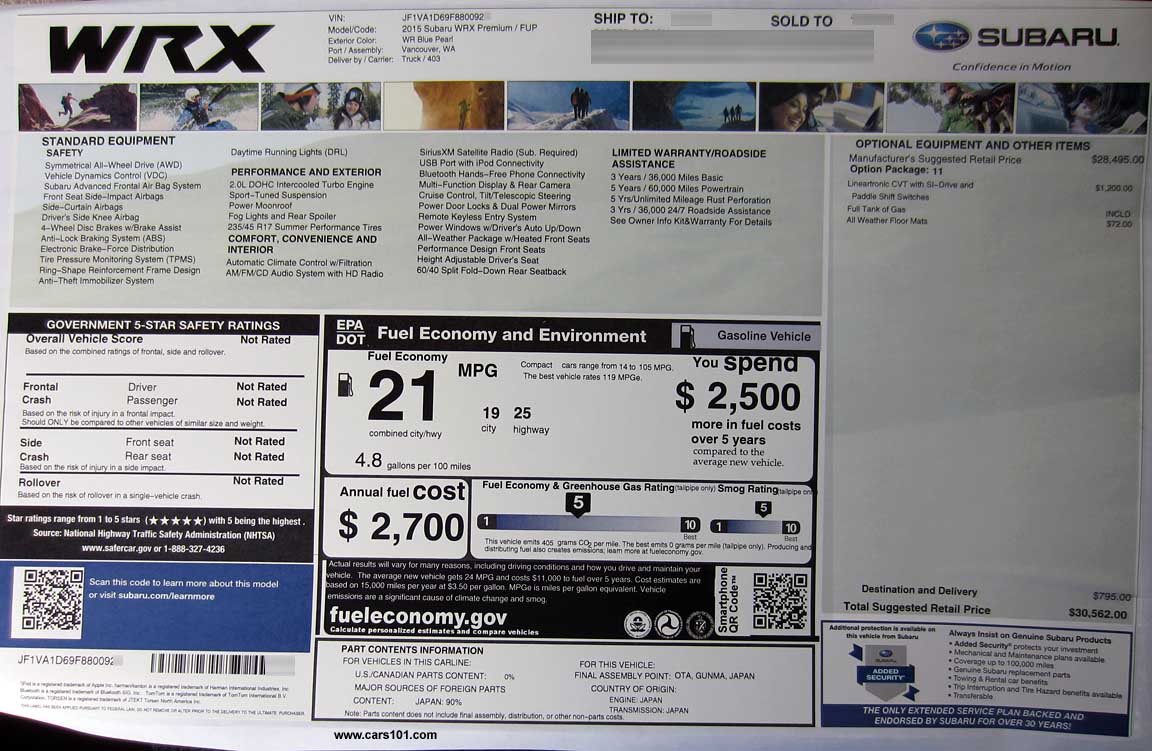 WRX
VIN: JF1VA1D69F880092
Model/Code: 2015 Subaru WRX Premium / FUP
Exterior Color: WR Blue Pearl
Port / Assembly: Vancouver, WA
Deliver by / Carrier: Truck / 403
SHIP TO:
SOLD TO
SUBARU.
Confidence in Motion
STANDARD EQUIPMENT
SAFETY
Symmetrical All-Wheel Drive (AWD)
Vehicle Dynamics Control (VDC)
Subaru Advanced Frontal Air Bag System
Front Seat Side-Impact Airbags
Side-Curtain Airbags
Driver's Side Knee Airbag
4-Wheel Disc Brakes w/Brake Assist
Anti-Lock Braking System (ABS)
Electronic Brake-Force Distribution
Tire Pressure Monitoring System (TPMS)
Ring-Shape Reinforcement Frame Design
Anti-Theft Immobilizer System
Daytime Running Lights (DRL)
PERFORMANCE AND EXTERIOR
2.0L DOHC Intercooled Turbo Engine
Sport-Tuned Suspension
Power Moonroof
Fog Lights and Rear Spoiler
235/45 R17 Summer Performance Tires
COMFORT, CONVENIENCE AND
INTERIOR
Automatic Climate Control w/Filtration
AM/FM/CD Audio System with HD Radio
SiriusXM Satellite Radio (Sub. Required)
USB Port with iPod Connectivity
Bluetooth Hands-Free Phone Connectivity
Multi-Function Display & Rear Camera
Cruise Control, Tilt/Telescopic Steering
Power Door Locks & Dual Power Mirrors
Remote Keyless Entry System
Power Windows w/Driver's Auto Up/Down
All-Weather Package w/Heated Front Seats
Performance Design Front Seats
Height Adjustable Driver's Seat
60/40 Split Fold-Down Rear Seatback
LIMITED WARRANTY/ROADSIDE
ASSISTANCE
3 Years / 36,000 Miles Basic
5 Years / 60,000 Miles Powertrain
5 Yrs/Unlimited Mileage Rust Perforation
3 Yrs / 36,000 24/7 Roadside Assistance
See Owner Info Kit&Warranty For Details
OPTIONAL EQUIPMENT AND OTHER ITEMS
Manufacturer's Suggested Retail Price $28,495.00
Option Package: 11
Lineartronic CVT with SI-Drive and $1,200.00
Paddle Shift Switches
Full Tank of Gas INCLD
All Weather Floor Mats $72.00
Destination and Delivery $795.00
Total Suggested Retail Price $30,562.00
GOVERNMENT 5-STAR SAFETY RATINGS
Overall Vehicle Score Not Rated
Based on the combined ratings of frontal, side and rollover.
Frontal Driver Not Rated
Crash Passenger Not Rated
Based on the risk of injury in a frontal impact.
Should ONLY be compared to other vehicles of similar size and weight.
Side Front seat Not Rated
Crash Rear seat Not Rated
Based on the risk of injury in a side impact.
Rollover Not Rated
Based on the risk of rollover in a single-vehicle crash.
Star ratings range from 1 to 5 stars (★★★★★) with 5 being the highest.
Source: National Highway Traffic Safety Administration (NHTSA)
www.safercar.gov or 1-888-327-4236
Scan this code to learn more about this model
or visit subaru.com/learnmore
JF1VA1D69F880092
EPA
DOT
Fuel Economy and Environment
Gasoline Vehicle
Fuel Economy
21 MPG
combined city/hwy
19 city
25 highway
4.8 gallons per 100 miles
Compact cars range from 14 to 105 MPG.
The best vehicle rates 119 MPGe.
You spend
$ 2,500
more in fuel costs
over 5 years
compared to the
average new vehicle.
Annual fuel cost
$ 2,700
Fuel Economy & Greenhouse Gas Rating (tailpipe only)
5
1 10
Best
Smog Rating (tailpipe only)
5
1 10
Best
This vehicle emits 405 grams CO2 per mile. The best emits 0 grams per mile (tailpipe only). Producing and
distributing fuel also creates emissions; learn more at fueleconomy.gov.
Actual results will vary for many reasons, including driving conditions and how you drive and maintain your
vehicle. The average new vehicle gets 24 MPG and costs $11,000 to fuel over 5 years. Cost estimates are
based on 15,000 miles per year at $3.50 per gallon. MPGe is miles per gallon equivalent. Vehicle
emissions are a significant cause of climate change and smog.
fueleconomy.gov
Calculate personalized estimates and compare vehicles
Smartphone
QR Code™
PART CONTENTS INFORMATION
FOR VEHICLES IN THIS CARLINE:
U.S./CANADIAN PARTS CONTENT: 0%
MAJOR SOURCES OF FOREIGN PARTS
CONTENT: JAPAN: 90%
FOR THIS VEHICLE:
FINAL ASSEMBLY POINT: OTA, GUNMA, JAPAN
COUNTRY OF ORIGIN:
ENGINE: JAPAN
TRANSMISSION: JAPAN
Note: Parts content does not include final assembly, distribution, or other non-parts costs.
Additional protection is available on
this vehicle from Subaru
SUBARU
ADDED
SECURITY
Always Insist on Genuine Subaru Products
• Added Security® protects your investment
• Mechanical and Maintenance plans available
• Coverage up to 100,000 miles
• Genuine Subaru replacement parts
• Towing & Rental car benefits
• Trip Interruption and Tire Hazard benefits available
• Transferable
THE ONLY EXTENDED SERVICE PLAN BACKED AND
ENDORSED BY SUBARU FOR OVER 30 YEARS!
www.cars101.com